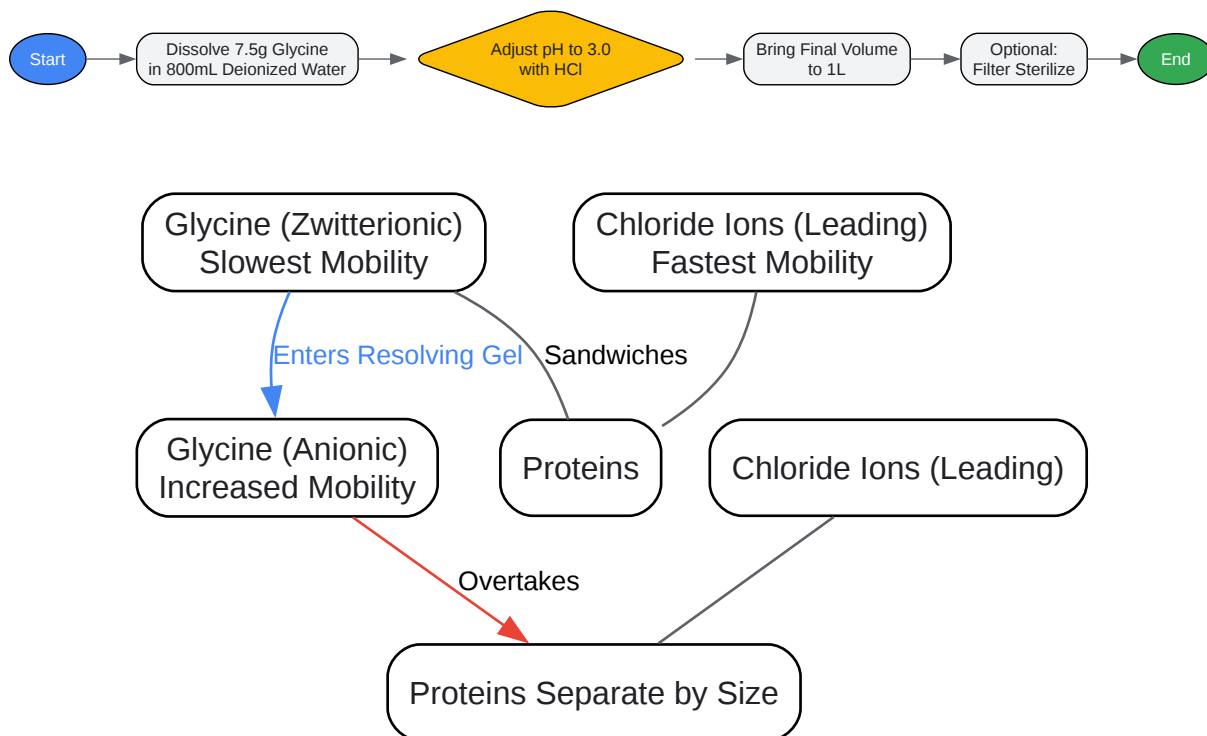 Start
Dissolve 7.5g Glycine
in 800mL Deionized Water
Adjust pH to 3.0
with HCl
Bring Final Volume
to 1L
Optional:
Filter Sterilize
End
Glycine (Zwitterionic)
Slowest Mobility
Chloride Ions (Leading)
Fastest Mobility
Enters Resolving Gel
Sandwiches
Glycine (Anionic)
Increased Mobility
Proteins
Chloride Ions (Leading)
Overtakes
Proteins Separate by Size